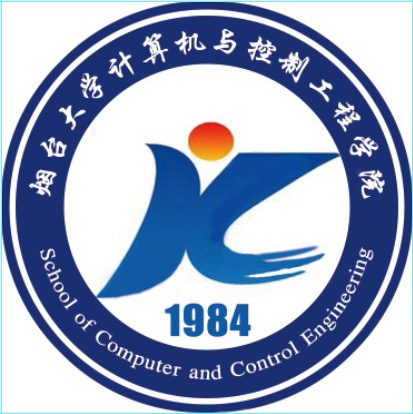 烟台大学计算机与控制工程学院
1984
School of Computer and Control Engineering